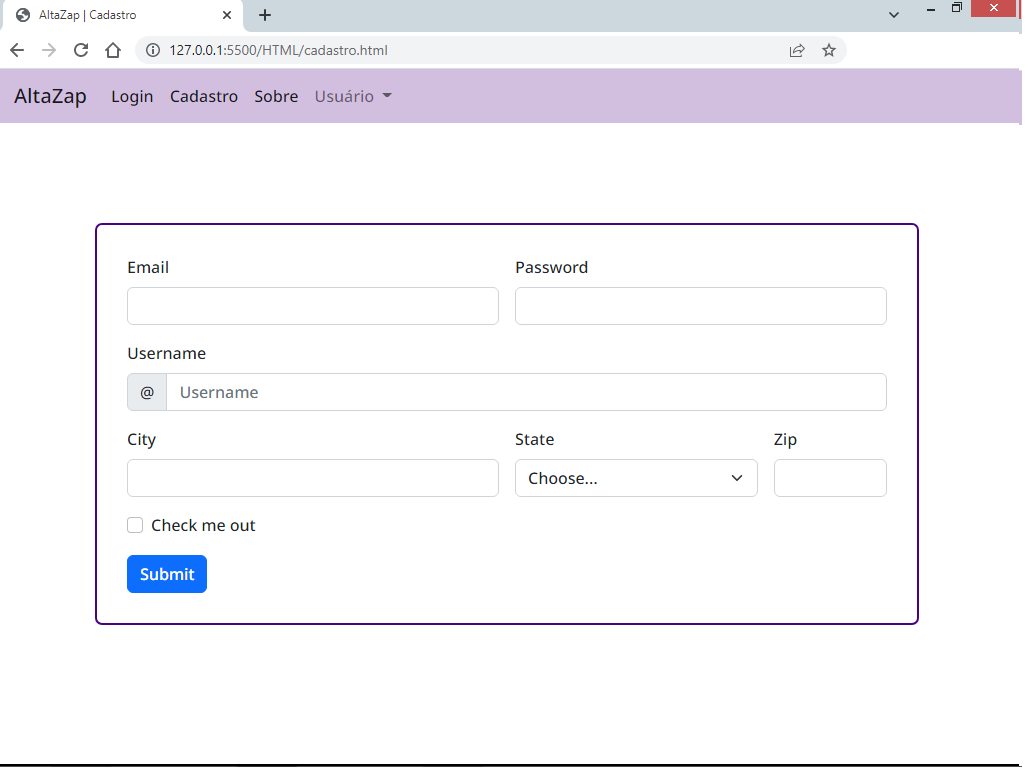 AltaZap | Cadastro
127.0.0.1:5500/HTML/cadastro.html
AltaZap Login Cadastro Sobre Usuário
Email Password
Username
@ Username
City State Zip
Choose...
Check me out
Submit